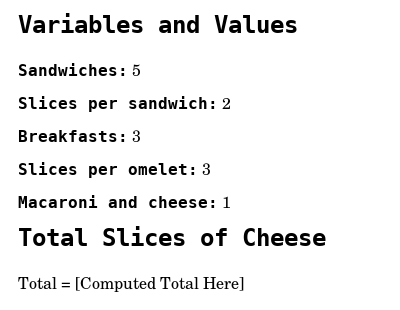 Variables and Values
Sandwiches: 5
Slices per sandwich: 2
Breakfasts: 3
Slices per omelet: 3
Macaroni and cheese: 1
Total Slices of Cheese
Total = [Computed Total Here]